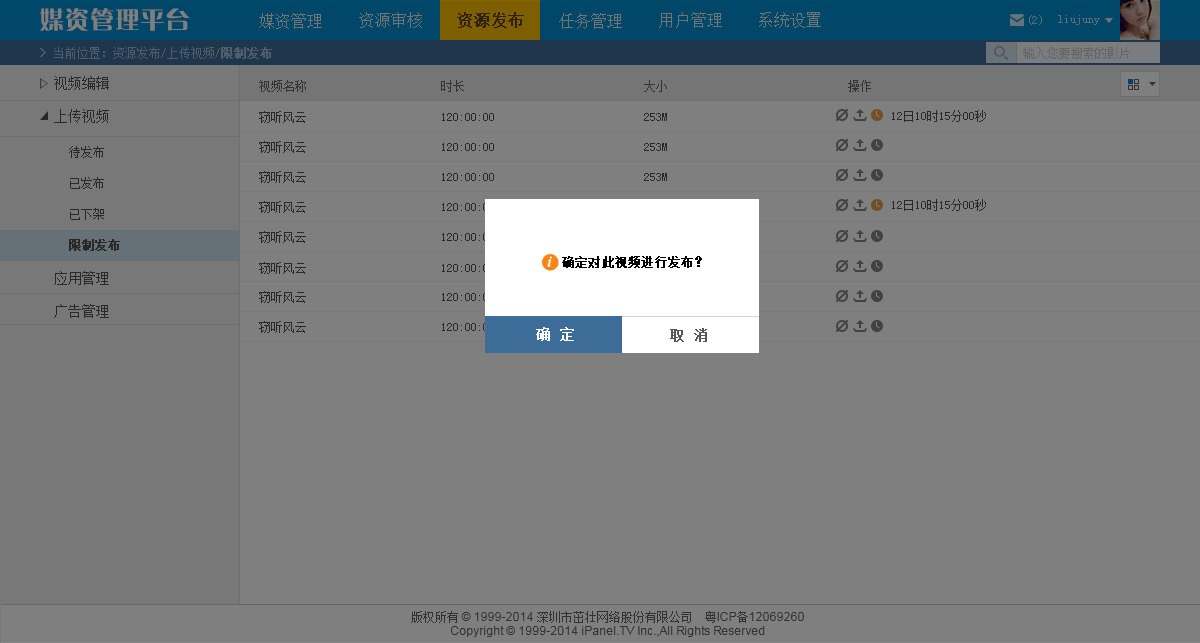 媒资管理平台 媒资管理 资源审核 资源发布 任务管理 用户管理 系统设置 (2) liujuny
当前位置：资源发布/上传视频/限制发布 输入您要搜索的影片
视频编辑
上传视频
待发布
已发布
已下架
限制发布
应用管理
广告管理
视频名称 时长 大小 操作
窃听风云 120:00:00 253M 12日10时15分00秒
窃听风云 120:00:00 253M
窃听风云 120:00:00 253M
窃听风云 120:00:0 12日10时15分00秒
窃听风云 120:00:0
窃听风云 120:00:0
窃听风云 120:00:0
窃听风云 120:00:0
确定对此视频进行发布？
确 定 取 消
版权所有 © 1999-2014 深圳市茁壮网络股份有限公司 粤ICP备12069260
Copyright © 1999-2014 iPanel.TV Inc.,All Rights Reserved